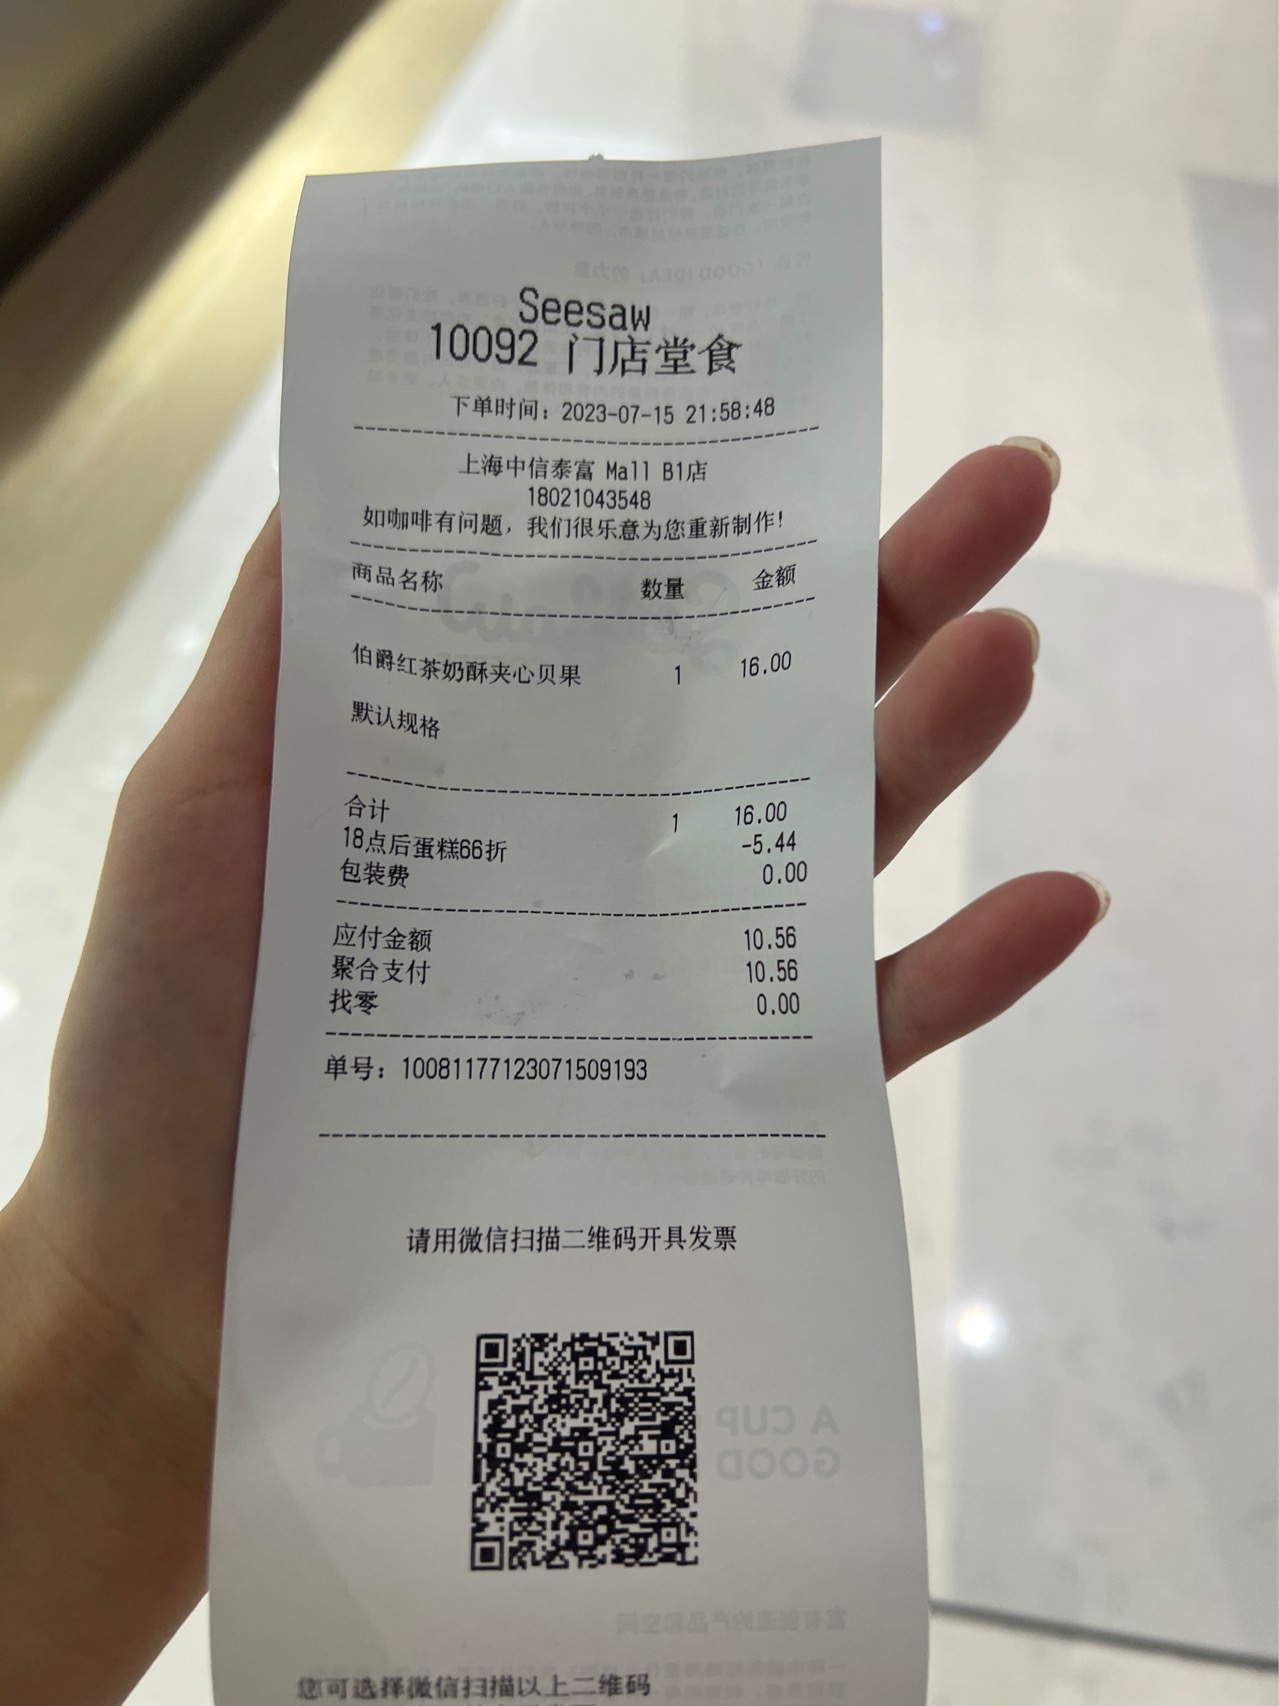 Seesaw
10092 门店堂食
下单时间：2023-07-15 21:58:48
上海中信泰富 Mall B1店
18021043548
如咖啡有问题，我们很乐意为您重新制作！
商品名称 数量 金额
伯爵红茶奶酥夹心贝果 1 16.00
默认规格
合计 1 16.00
18点后蛋糕66折 -5.44
包装费 0.00
应付金额 10.56
聚合支付 10.56
找零 0.00
单号：10081177123071509193
请用微信扫描二维码开具发票
A CUP
GOOD
您可选择微信扫描以上二维码